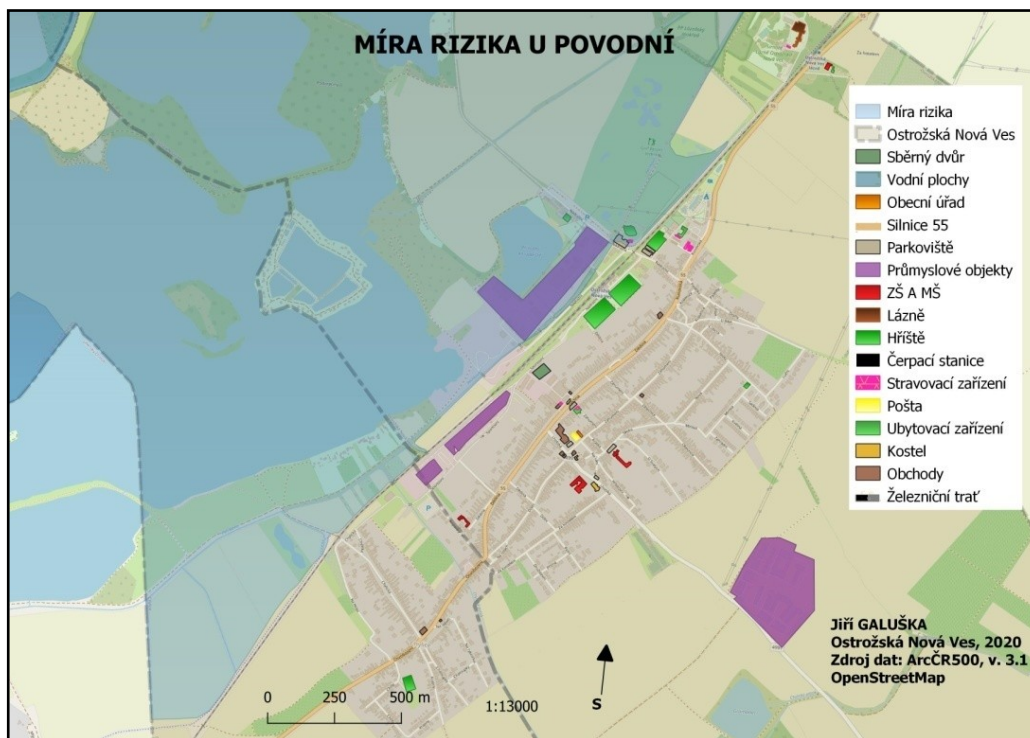 MÍRA RIZIKA U POVODNÍ
Míra rizika
Ostrožská Nová Ves
Sběrný dvůr
Vodní plochy
Obecní úřad
Silnice 55
Parkoviště
Průmyslové objekty
ZŠ A MŠ
Lázně
Hřiště
Čerpací stanice
Stravovací zařízení
Pošta
Ubytovací zařízení
Kostel
Obchody
Železniční trať
Jiří GALUŠKA
Ostrožská Nová Ves, 2020
Zdroj dat: ArcČR500, v. 3.1
OpenStreetMap
0 250 500 m
1:13000
S